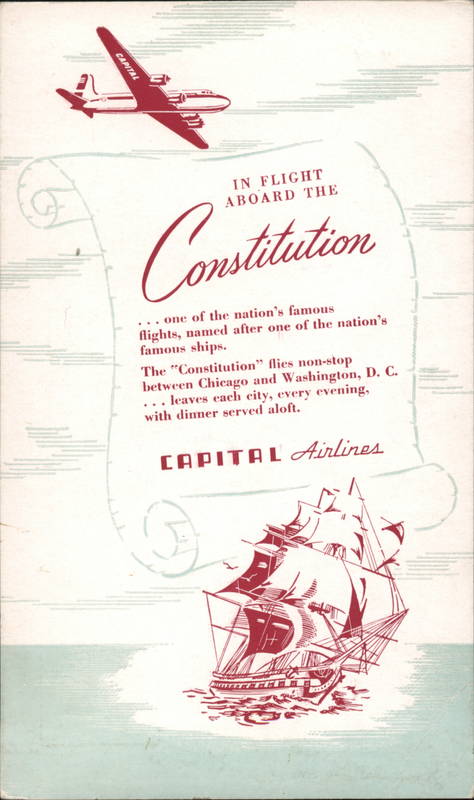 CAPITAL
IN FLIGHT
ABOARD THE
Constitution
. . . one of the nation's famous
flights, named after one of the nation's
famous ships.
The "Constitution" flies non-stop
between Chicago and Washington, D. C.
. . . leaves each city, every evening,
with dinner served aloft.
CAPITAL Airlines